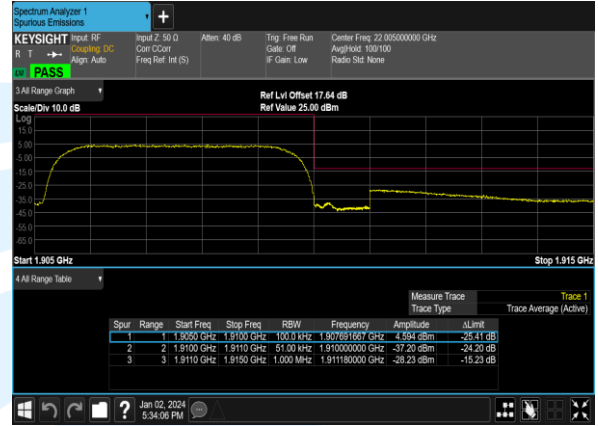 Spectrum Analyzer 1
Spurious Emissions
KEYSIGHT Input: RF Input Z: 50 Ω Atten: 40 dB Trig: Free Run Center Freq: 22.005000000 GHz
R T Coupling: DC Corr CCorr Gate: Off Avg|Hold: 100/100
Align: Auto Freq Ref: Int (S) IF Gain: Low Radio Std: None
PASS
3 All Range Graph
Ref Lvl Offset 17.64 dB
Scale/Div 10.0 dB Ref Value 25.00 dBm
Log
15.0
5.00
-5.00
-15.0
-25.0
-35.0
-45.0
-55.0
-65.0
Start 1.905 GHz Stop 1.915 GHz
4 All Range Table
Measure Trace Trace 1
Trace Type Trace Average (Active)
Spur Range Start Freq Stop Freq RBW Frequency Amplitude ΔLimit
1 1 1.9050 GHz 1.9100 GHz 100.0 kHz 1.907691667 GHz 4.594 dBm -25.41 dB
2 2 1.9100 GHz 1.9110 GHz 51.00 kHz 1.910000000 GHz -37.20 dBm -24.20 dB
3 3 1.9110 GHz 1.9150 GHz 1.000 MHz 1.911180000 GHz -28.23 dBm -15.23 dB
Jan 02, 2024
5:34:06 PM